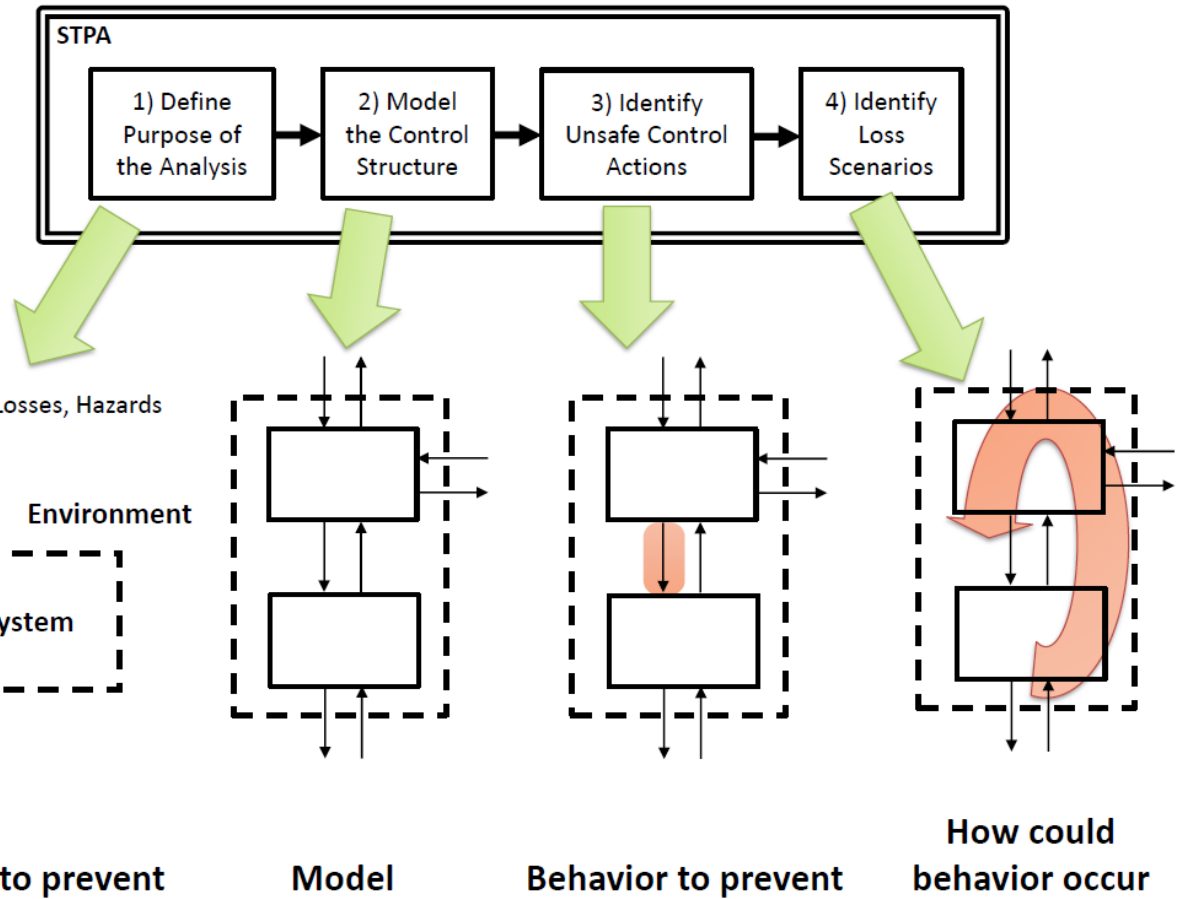 STPA
1) Define
Purpose of
the Analysis
2) Model
the Control
Structure
3) Identify
Unsafe Control
Actions
4) Identify
Loss
Scenarios
Losses, Hazards
Environment
ystem
to prevent
Model
Behavior to prevent
How could
behavior occur